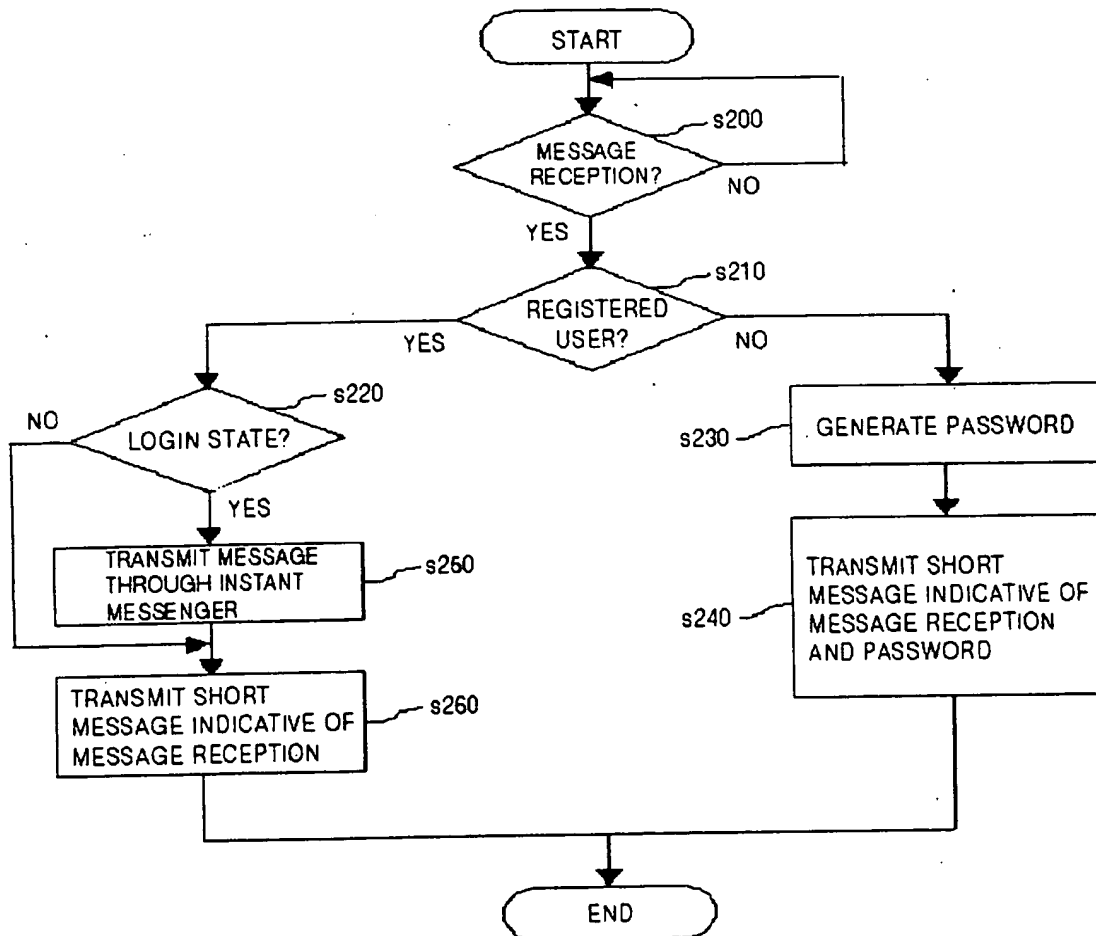 START
s200
MESSAGE
RECEPTION?
NO
YES
s210
REGISTERED
USER?
YES
NO
s220
NO
LOGIN STATE?
YES
s230
GENERATE PASSWORD
TRANSMIT MESSAGE
THROUGH INSTANT
MESSENGER
s260
s240
TRANSMIT SHORT
MESSAGE INDICATIVE OF
MESSAGE RECEPTION
AND PASSWORD
TRANSMIT SHORT
MESSAGE INDICATIVE OF
MESSAGE RECEPTION
s260
END